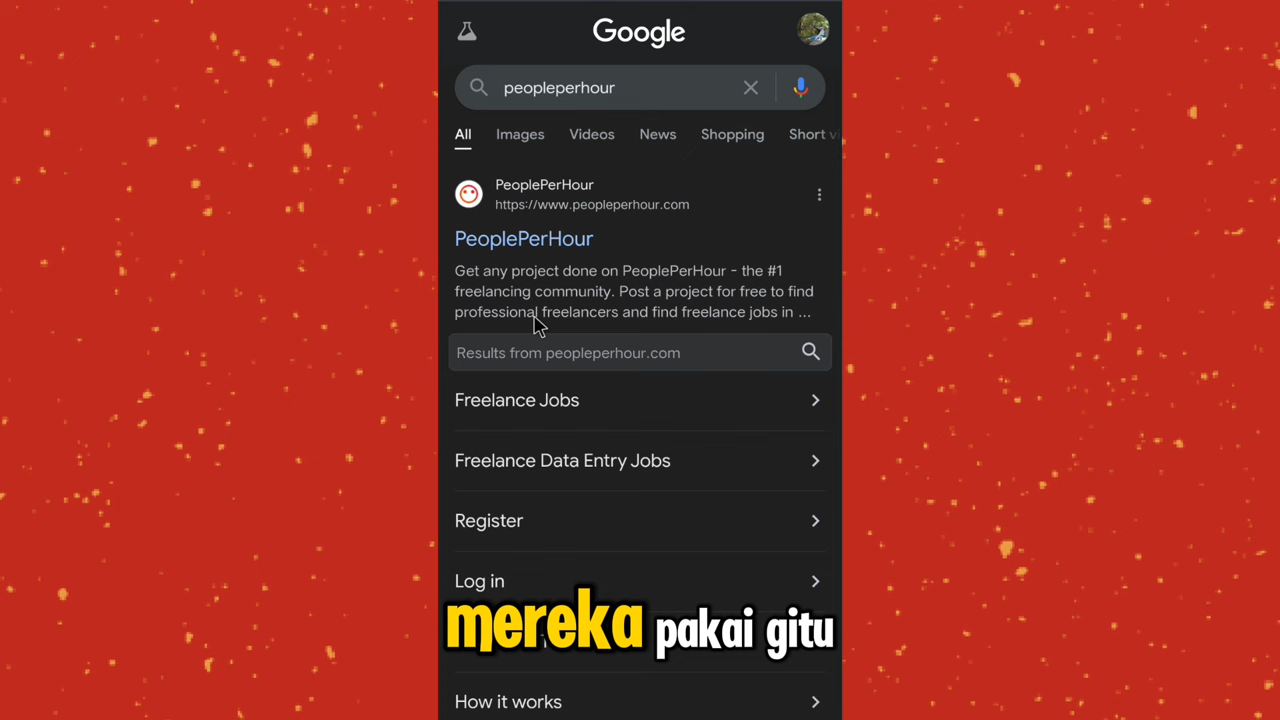 Google
peopleperhour
All Images Videos News Shopping Short vi
PeoplePerHour
https://www.peopleperhour.com
PeoplePerHour
Get any project done on PeoplePerHour - the #1
freelancing community. Post a project for free to find
professional freelancers and find freelance jobs in ...
Results from peopleperhour.com
Freelance Jobs
Freelance Data Entry Jobs
Register
Log in
mereka pakai gitu
How it works